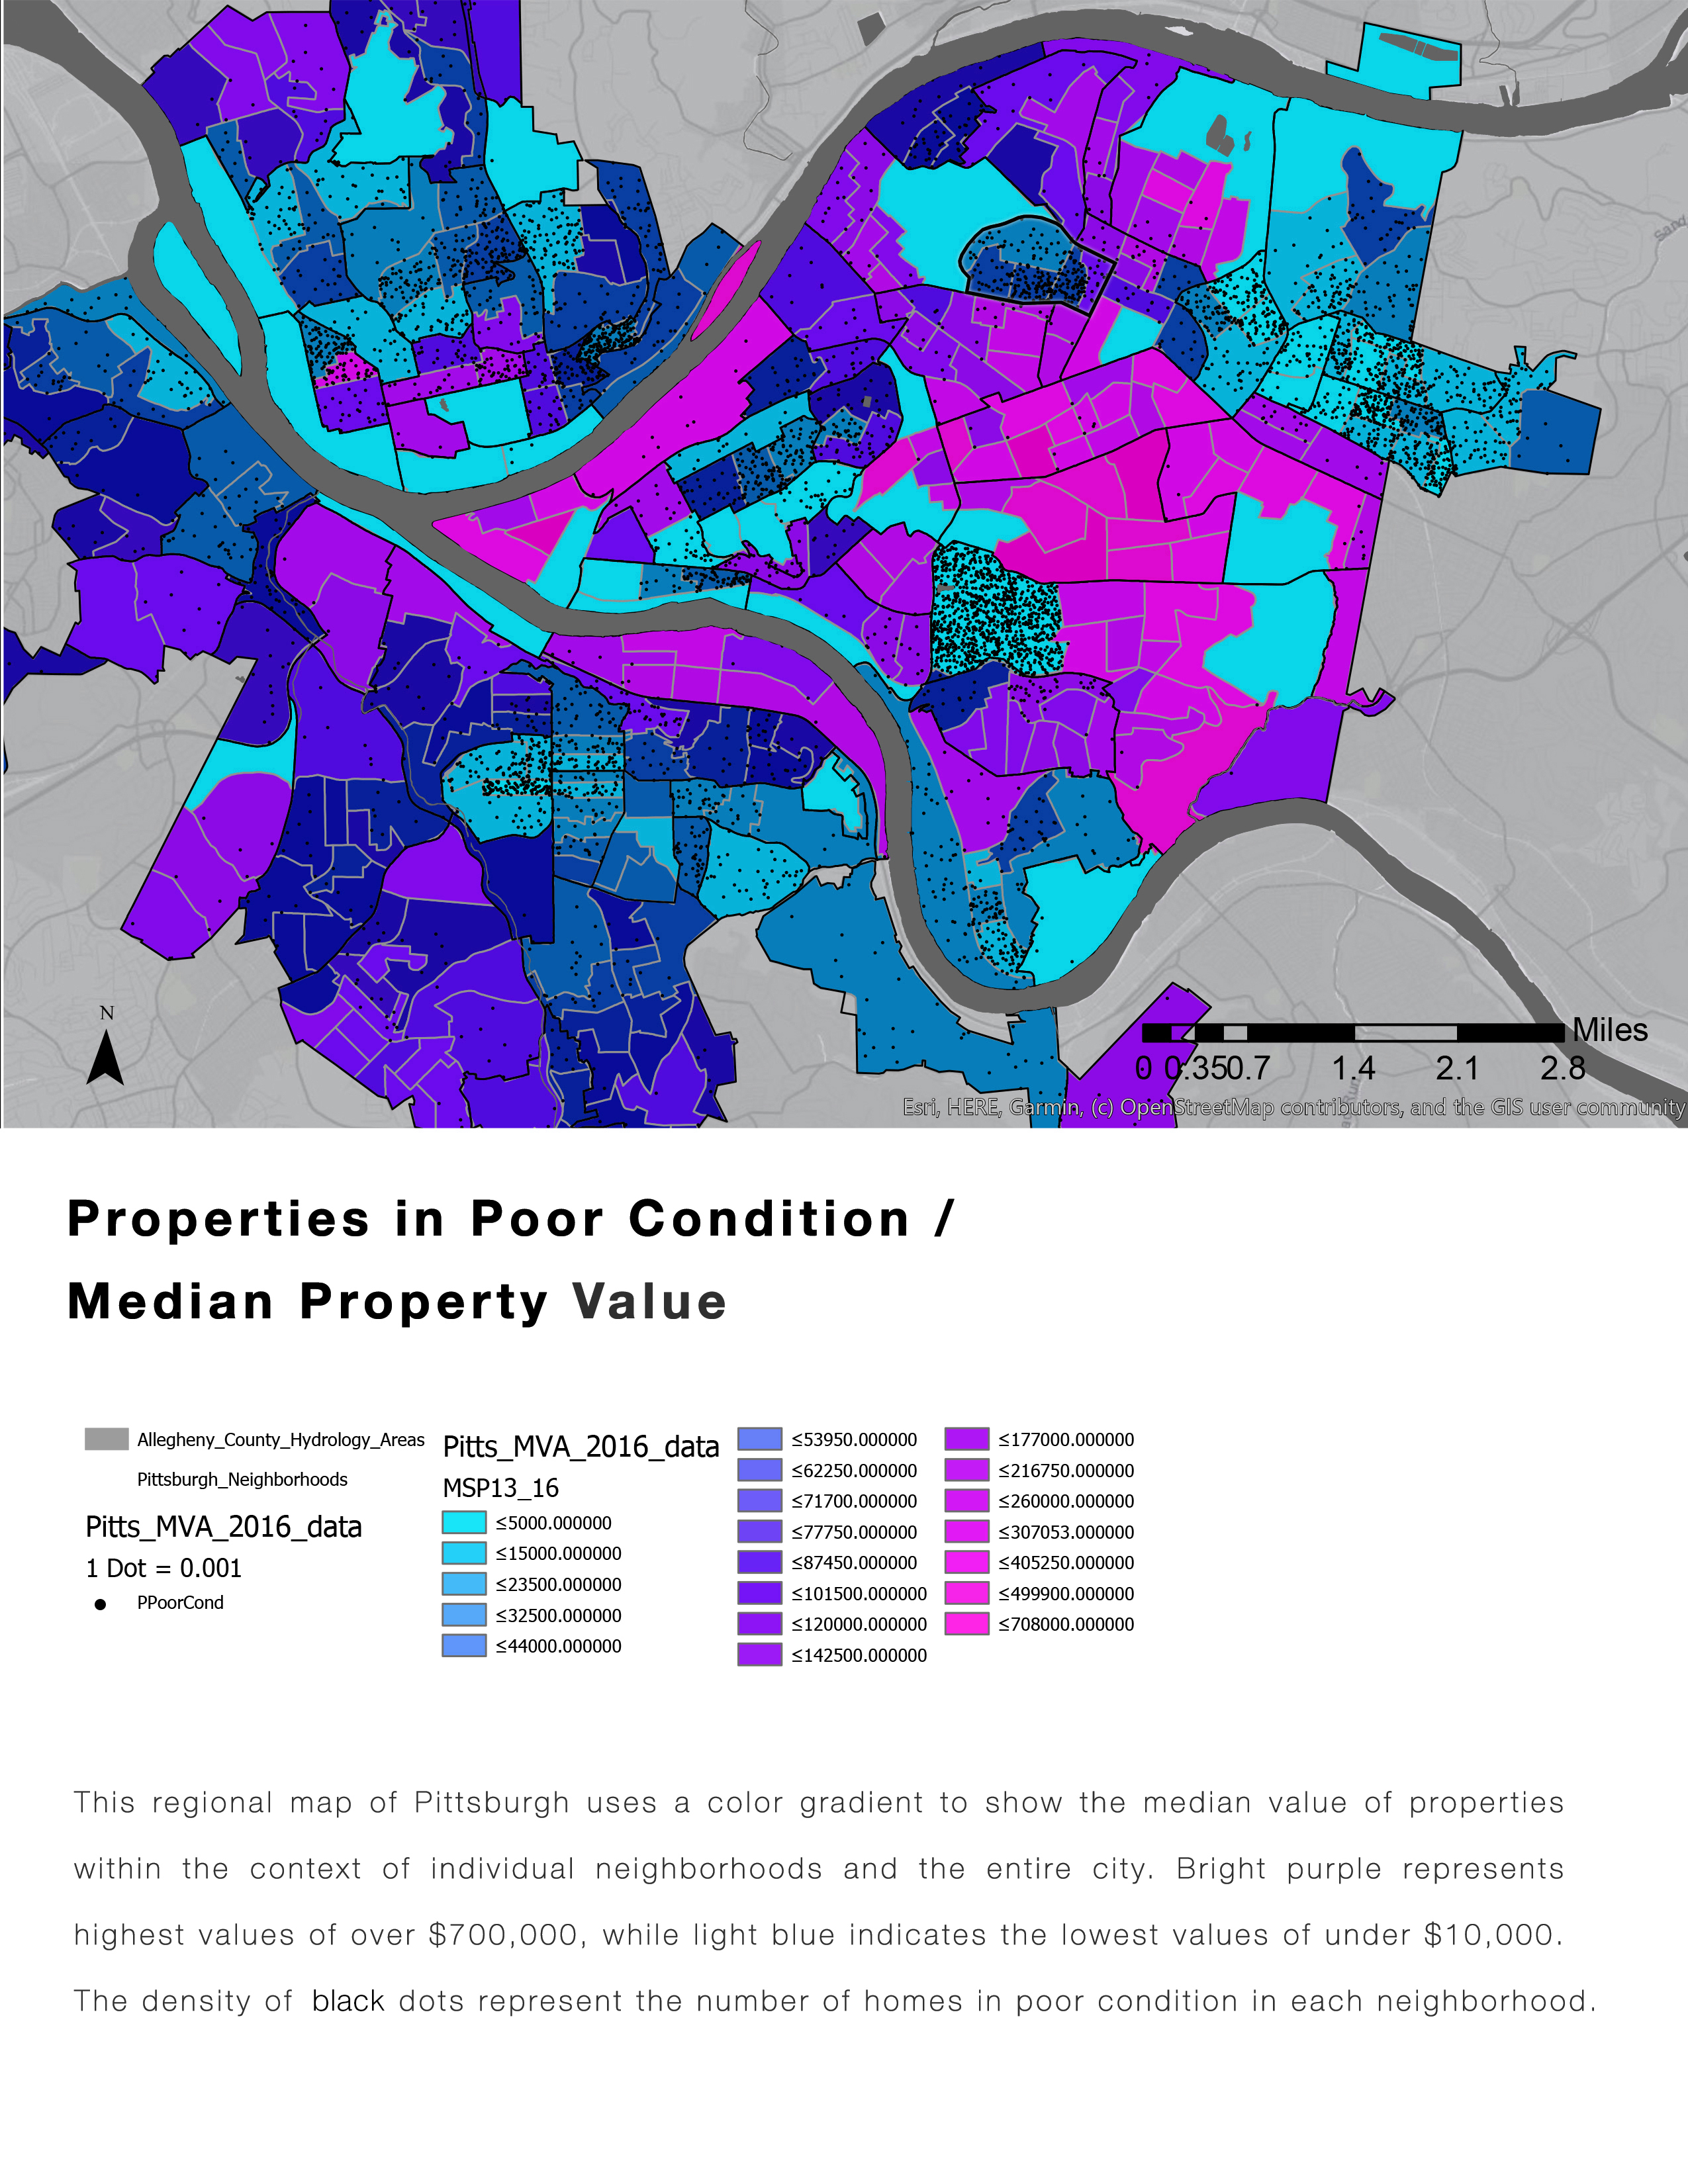 Sand
N
Miles
0 0.350.7 1.4 2.1 2.8
Esri, HERE, Garmin, (c) OpenStreetMap contributors, and the GIS user community
Properties in Poor Condition /
Median Property Value
Allegheny_County_Hydrology_Areas
Pittsburgh_Neighborhoods
Pitts_MVA_2016_data
1 Dot = 0.001
PPoorCond
Pitts_MVA_2016_data
MSP13_16
≤5000.000000
≤15000.000000
≤23500.000000
≤32500.000000
≤44000.000000
≤53950.000000
≤62250.000000
≤71700.000000
≤77750.000000
≤87450.000000
≤101500.000000
≤120000.000000
≤142500.000000
≤177000.000000
≤216750.000000
≤260000.000000
≤307053.000000
≤405250.000000
≤499900.000000
≤708000.000000
This regional map of Pittsburgh uses a color gradient to show the median value of properties
within the context of individual neighborhoods and the entire city. Bright purple represents
highest values of over $700,000, while light blue indicates the lowest values of under $10,000.
The density of black dots represent the number of homes in poor condition in each neighborhood.